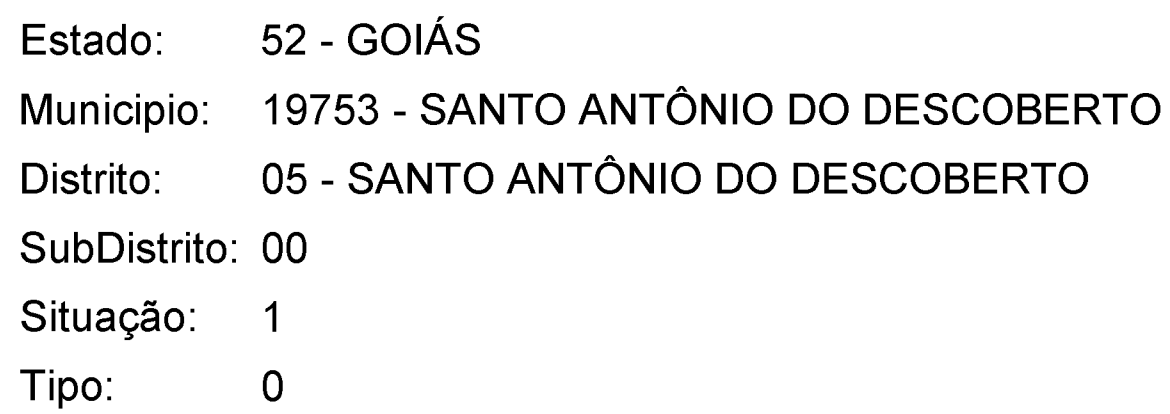 Estado: 52 - GOIÁS
Municipio: 19753 - SANTO ANTÔNIO DO DESCOBERTO
Distrito: 05 - SANTO ANTÔNIO DO DESCOBERTO
SubDistrito: 00
Situação: 1
Tipo: 0